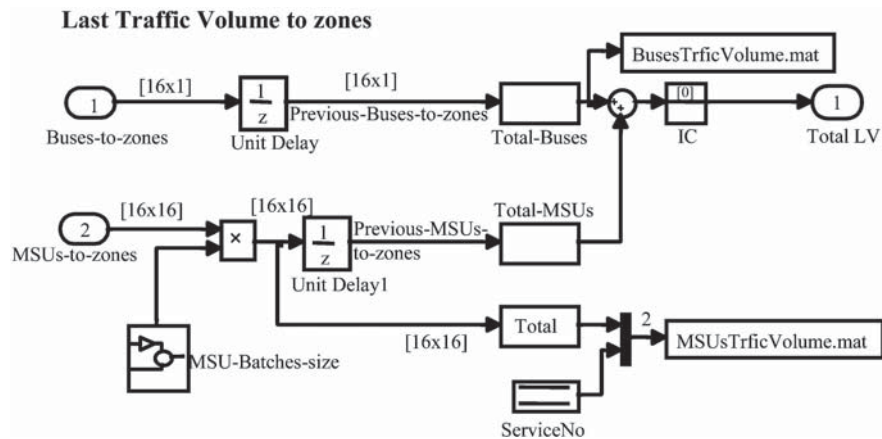 Last Traffic Volume to zones
BusesTrficVolume.mat
[16x1]
[16x1]
1
1
z
[0]
1
Previous-Buses-to-zones
Buses-to-zones
Unit Delay
Total-Buses
IC
Total LV
[16x16]
[16x16]
Total-MSUs
2
×
1
z
Previous-MSUs-
to-zones
MSUs-to-zones
Unit Delay1
Total
2
MSUsTrficVolume.mat
[16x16]
MSU-Batches-size
ServiceNo